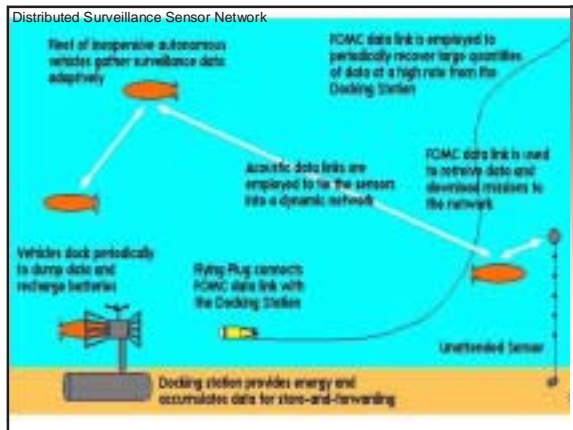 Distributed Surveillance Sensor Network
Fleet of inexpensive autonomous
vehicles gather surveillance data
adaptively
FOMC data link is employed to
periodically recover large quantities
of data at a high rate from the
Docking Station
Acoustic data links are
employed to tie the sensors
into a dynamic network
FOMC data link is used
to retreive data and
download missions to
the network
Vehicles dock periodically
to dump data and
recharge batteries
Flying Plug connects
FOMC data link with
the Docking Station
Unattended Sensor
Docking station provides energy and
accumulates data for store-and-forwarding